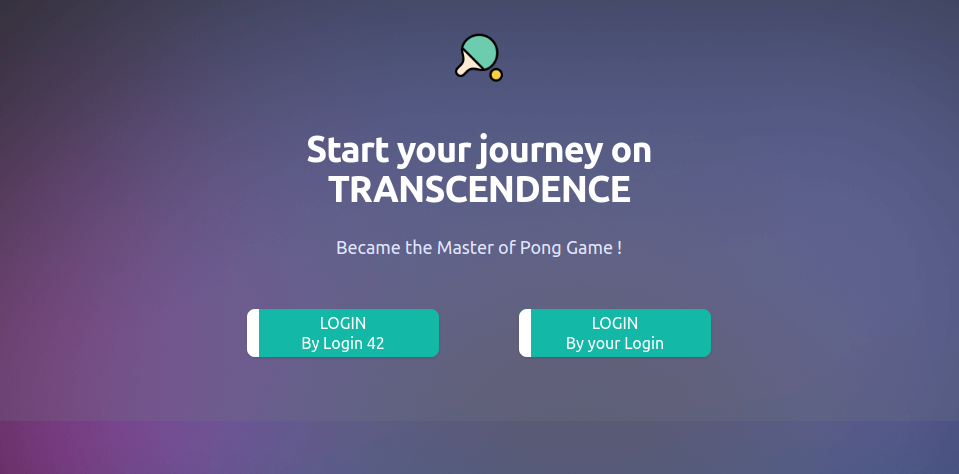 Start your journey on
TRANSCENDENCE
Became the Master of Pong Game !
LOGIN
By Login 42
LOGIN
By your Login